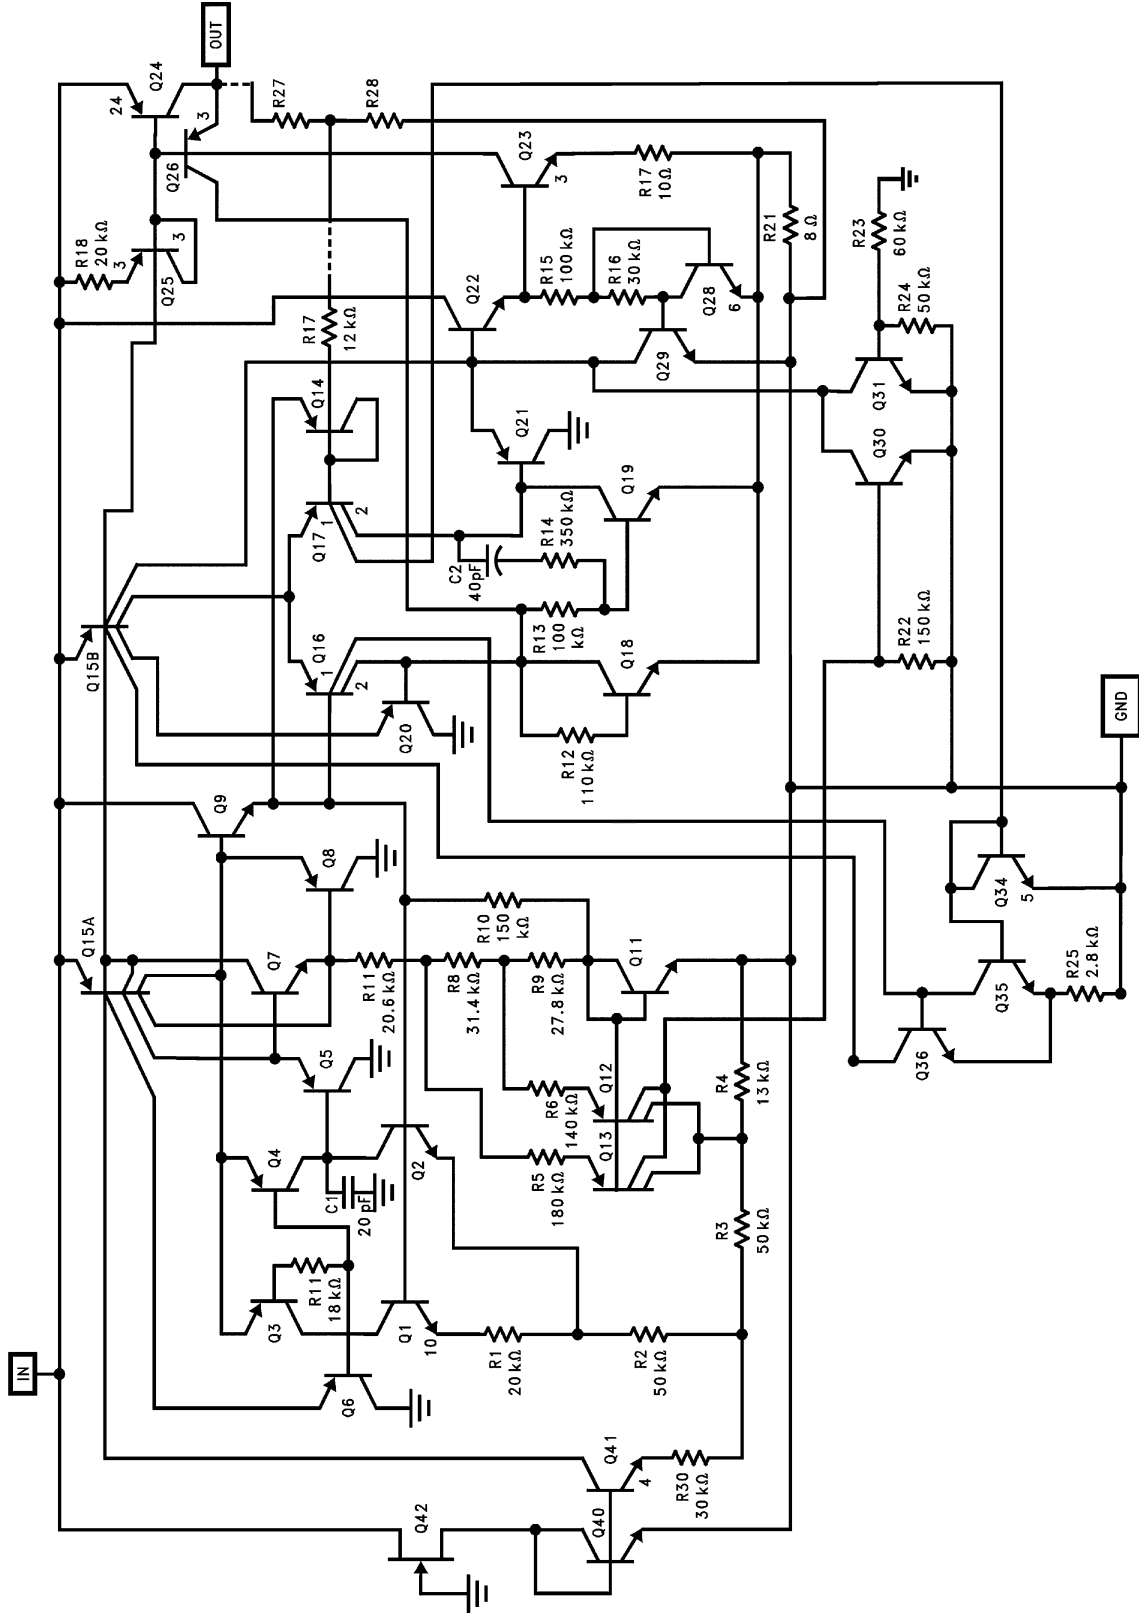 IN
Q15A
Q15B
R18
20 kΩ
3
Q25
3
24
Q24
Q26
3
OUT
Q9
Q3
Q4
Q7
Q8
R11
18 kΩ
C1
20 pF
Q5
Q6
Q16
1
2
Q17
1
2
Q14
R17
12 kΩ
R27
R28
R11
20.6 kΩ
Q20
Q42
Q1
10
Q2
R8
31.4 kΩ
R10
150
kΩ
C2
40pF
Q22
R1
20 kΩ
R9
27.8 kΩ
R13
100
kΩ
R14
350 kΩ
Q21
R15
100 kΩ
Q23
3
R5
180 kΩ
R6
140 kΩ
R12
110 kΩ
R16
30 kΩ
Q40
Q41
4
Q13
Q12
Q11
Q18
Q19
R2
50 kΩ
Q29
R17
10Ω
R30
30 kΩ
Q28
6
R3
50 kΩ
R4
13 kΩ
R21
8 Ω
R23
60 kΩ
Q30
Q31
R22
150 kΩ
R24
50 kΩ
Q36
Q35
Q34
5
R25
2.8 kΩ
GND